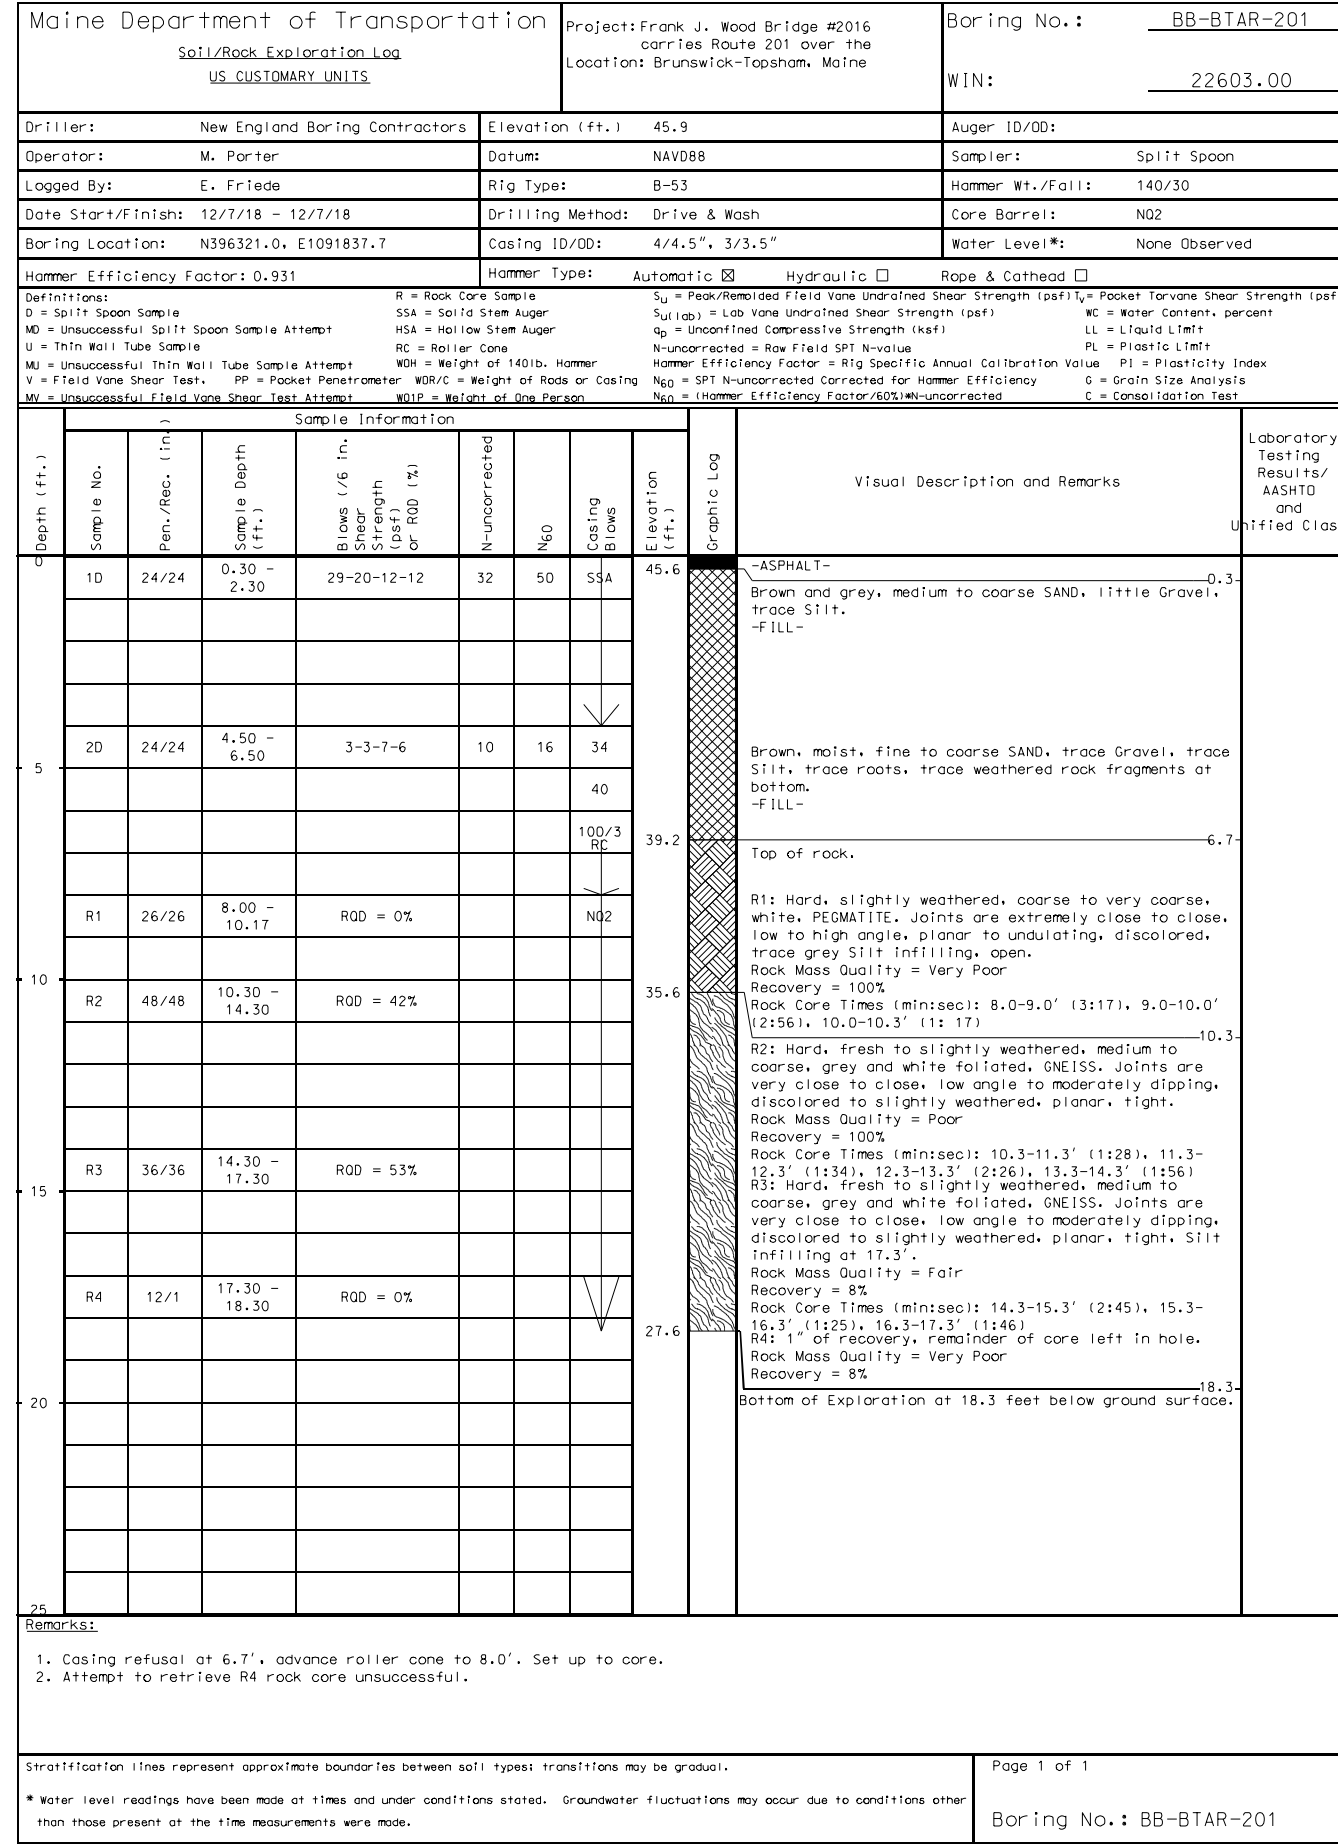 Maine Department of Transportation
Soil/Rock Exploration Log
US CUSTOMARY UNITS
Project: Frank J. Wood Bridge #2016
carries Route 201 over the
Location: Brunswick-Topsham, Maine
Boring No.: BB-BTAR-201
WIN: 22603.00
Driller: New England Boring Contractors Elevation (ft.) 45.9 Auger ID/OD:
Operator: M. Porter Datum: NAVD88 Sampler: Split Spoon
Logged By: E. Friede Rig Type: B-53 Hammer Wt./Fall: 140/30
Date Start/Finish: 12/7/18 - 12/7/18 Drilling Method: Drive & Wash Core Barrel: NQ2
Boring Location: N396321.0, E1091837.7 Casing ID/OD: 4/4.5", 3/3.5" Water Level*: None Observed
Hammer Efficiency Factor: 0.931 Hammer Type: Automatic ☒ Hydraulic ☐ Rope & Cathead ☐
Definitions:
D = Split Spoon Sample
MD = Unsuccessful Split Spoon Sample Attempt
U = Thin Wall Tube Sample
MU = Unsuccessful Thin Wall Tube Sample Attempt
V = Field Vane Shear Test, PP = Pocket Penetrometer
MV = Unsuccessful Field Vane Shear Test Attempt
R = Rock Core Sample
SSA = Solid Stem Auger
HSA = Hollow Stem Auger
RC = Roller Cone
WOH = Weight of 140lb. Hammer
WOR/C = Weight of Rods or Casing
WO1P = Weight of One Person
Su = Peak/Remolded Field Vane Undrained Shear Strength (psf)
Su(lab) = Lab Vane Undrained Shear Strength (psf)
qp = Unconfined Compressive Strength (ksf)
N-uncorrected = Raw Field SPT N-value
Hammer Efficiency Factor = Rig Specific Annual Calibration Value
N60 = SPT N-uncorrected Corrected for Hammer Efficiency
N60 = (Hammer Efficiency Factor/60%)*N-uncorrected
Tv = Pocket Torvane Shear Strength (psf
WC = Water Content, percent
LL = Liquid Limit
PL = Plastic Limit
PI = Plasticity Index
G = Grain Size Analysis
C = Consolidation Test
Sample Information
Depth (ft.)
Sample No.
Pen./Rec. (in.)
Sample Depth
(ft.)
Blows (/6 in.
Shear
Strength
(psf)
or RQD (%)
N-uncorrected
N60
Casing
Blows
Elevation
(ft.)
Graphic Log
Visual Description and Remarks
Laboratory
Testing
Results/
AASHTO
and
Unified Clas
0
1D 24/24 0.30 - 2.30 29-20-12-12 32 50 SSA 45.6
-ASPHALT-
0.3
Brown and grey, medium to coarse SAND, little Gravel,
trace Silt.
-FILL-
2D 24/24 4.50 - 6.50 3-3-7-6 10 16 34
5
40
100/3
RC
39.2
Brown, moist, fine to coarse SAND, trace Gravel, trace
Silt, trace roots, trace weathered rock fragments at
bottom.
-FILL-
6.7
Top of rock.
R1 26/26 8.00 - 10.17 RQD = 0% NQ2
R1: Hard, slightly weathered, coarse to very coarse,
white, PEGMATITE. Joints are extremely close to close,
low to high angle, planar to undulating, discolored,
trace grey Silt infilling, open.
Rock Mass Quality = Very Poor
Recovery = 100%
Rock Core Times (min:sec): 8.0-9.0' (3:17), 9.0-10.0'
(2:56), 10.0-10.3' (1: 17)
10
R2 48/48 10.30 - 14.30 RQD = 42% 35.6
10.3
R2: Hard, fresh to slightly weathered, medium to
coarse, grey and white foliated, GNEISS. Joints are
very close to close, low angle to moderately dipping,
discolored to slightly weathered, planar, tight.
Rock Mass Quality = Poor
Recovery = 100%
Rock Core Times (min:sec): 10.3-11.3' (1:28), 11.3-
12.3' (1:34), 12.3-13.3' (2:26), 13.3-14.3' (1:56)
R3 36/36 14.30 - 17.30 RQD = 53%
15
R3: Hard, fresh to slightly weathered, medium to
coarse, grey and white foliated, GNEISS. Joints are
very close to close, low angle to moderately dipping,
discolored to slightly weathered, planar, tight, Silt
infilling at 17.3'.
Rock Mass Quality = Fair
Recovery = 8%
Rock Core Times (min:sec): 14.3-15.3' (2:45), 15.3-
16.3' (1:25), 16.3-17.3' (1:46)
R4 12/1 17.30 - 18.30 RQD = 0%
27.6
R4: 1" of recovery, remainder of core left in hole.
Rock Mass Quality = Very Poor
Recovery = 8%
18.3
Bottom of Exploration at 18.3 feet below ground surface.
20
25
Remarks:
1. Casing refusal at 6.7', advance roller cone to 8.0'. Set up to core.
2. Attempt to retrieve R4 rock core unsuccessful.
Stratification lines represent approximate boundaries between soil types; transitions may be gradual.
* Water level readings have been made at times and under conditions stated. Groundwater fluctuations may occur due to conditions other
than those present at the time measurements were made.
Page 1 of 1
Boring No.: BB-BTAR-201